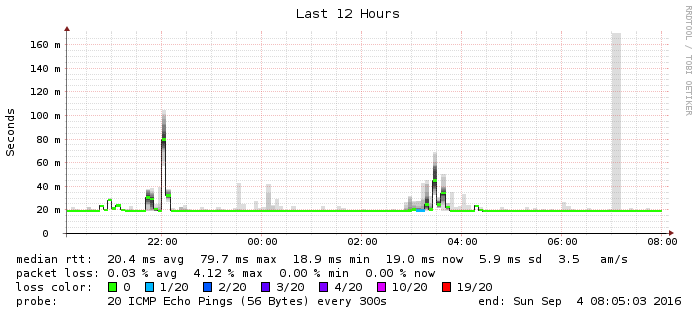 Last 12 Hours
RRDTOOL / TOBI OETIKER
Seconds
160 m
140 m
120 m
100 m
80 m
60 m
40 m
20 m
0
22:00 00:00 02:00 04:00 06:00 08:00
median rtt: 20.4 ms avg 79.7 ms max 18.9 ms min 19.0 ms now 5.9 ms sd 3.5 am/s
packet loss: 0.03 % avg 4.12 % max 0.00 % min 0.00 % now
loss color: 0 1/20 2/20 3/20 4/20 10/20 19/20
probe: 20 ICMP Echo Pings (56 Bytes) every 300s end: Sun Sep 4 08:05:03 2016